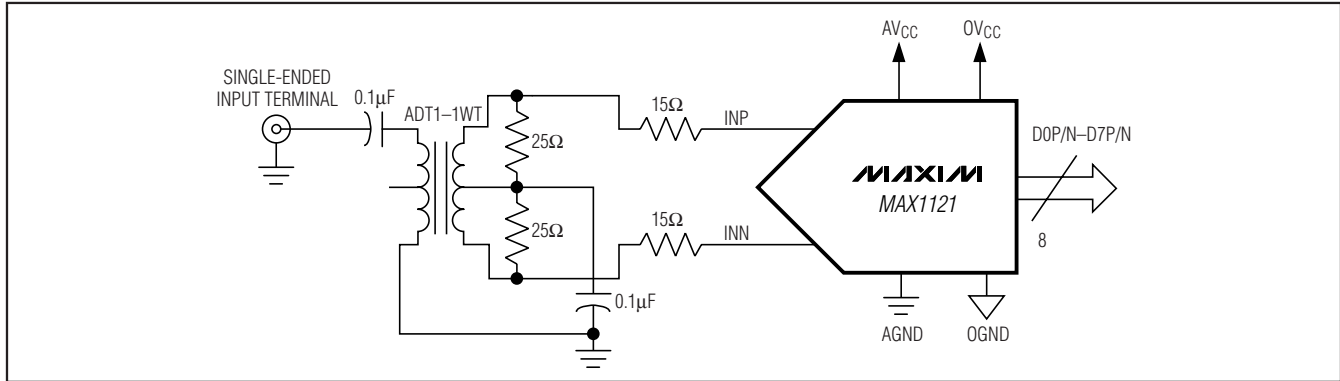 SINGLE-ENDED
INPUT TERMINAL
0.1µF
ADT1–1WT
25Ω
25Ω
0.1µF
15Ω
INP
15Ω
INN
AVCC
OVCC
MAXIM
MAX1121
D0P/N–D7P/N
8
AGND
OGND